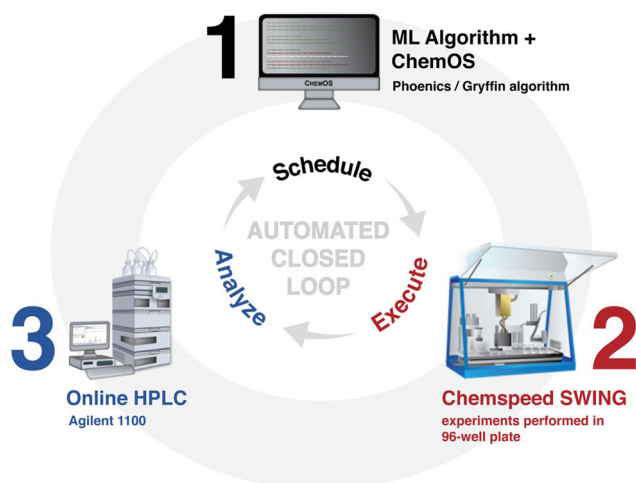 1
ML Algorithm +
ChemOS
Phoenics / Gryffin algorithm
CHEMOS
Schedule
AUTOMATED
CLOSED
LOOP
Analyze
Execute
3
Online HPLC
Agilent 1100
2
Chemspeed SWING
experiments performed in
96-well plate